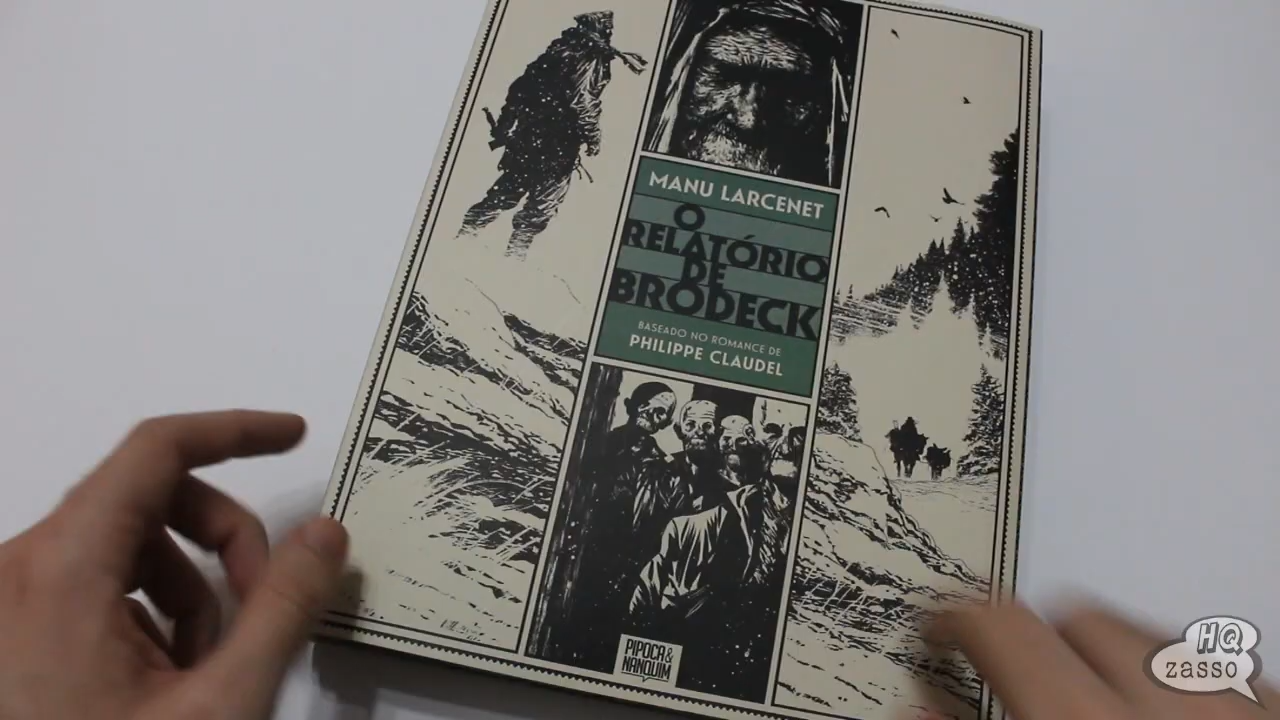 MANU LARCENET
O
RELATÓRIO
DE
BRODECK
BASEADO NO ROMANCE DE
PHILIPPE CLAUDEL
PIPOCA &
NANQUIM
HQ
zasso